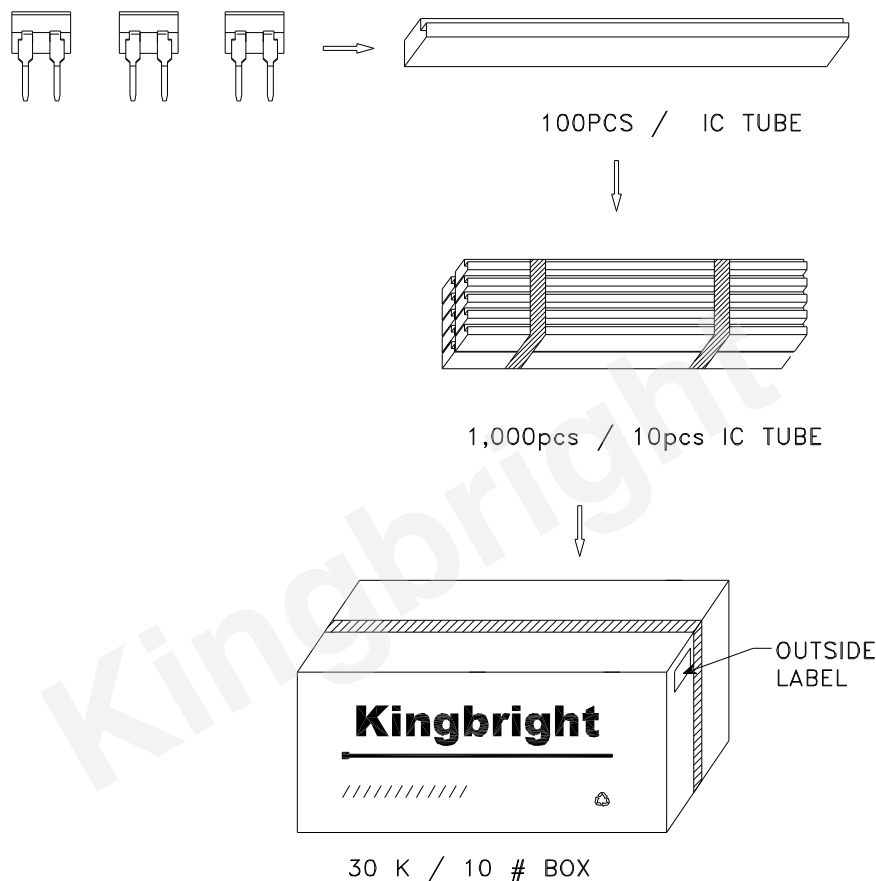 100PCS / IC TUBE
1,000pcs / 10pcs IC TUBE
Kingbright
OUTSIDE
LABEL
Kingbright
30 K / 10 # BOX